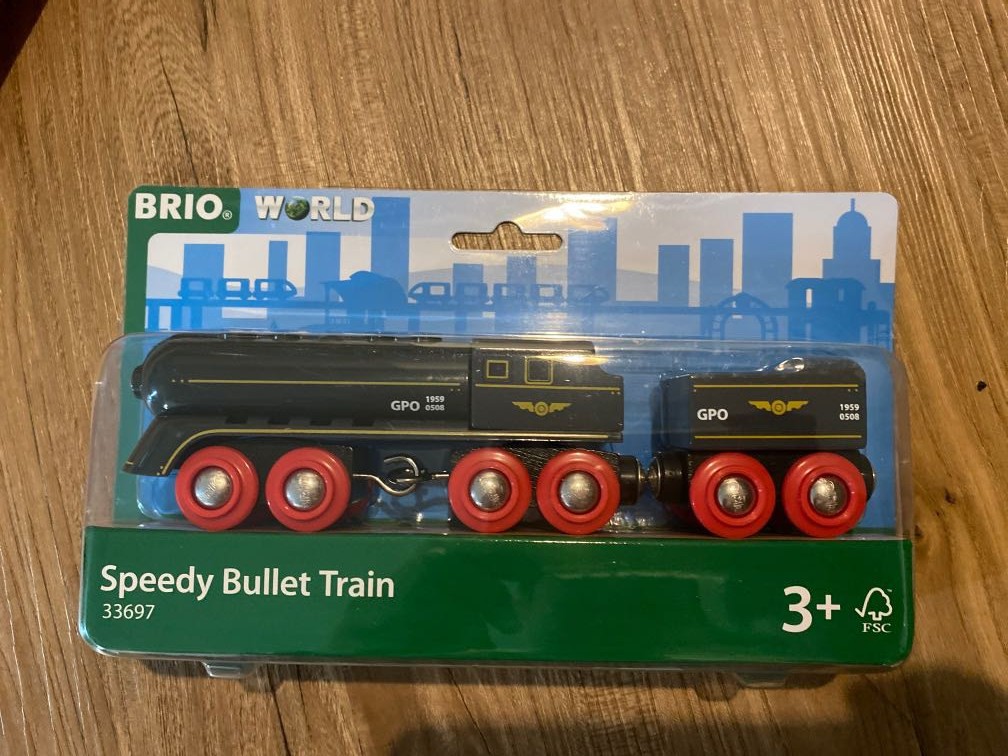 BRIO® WORLD
GPO 1959
0508
GPO 1959
0508
Speedy Bullet Train
33697
3+
FSC